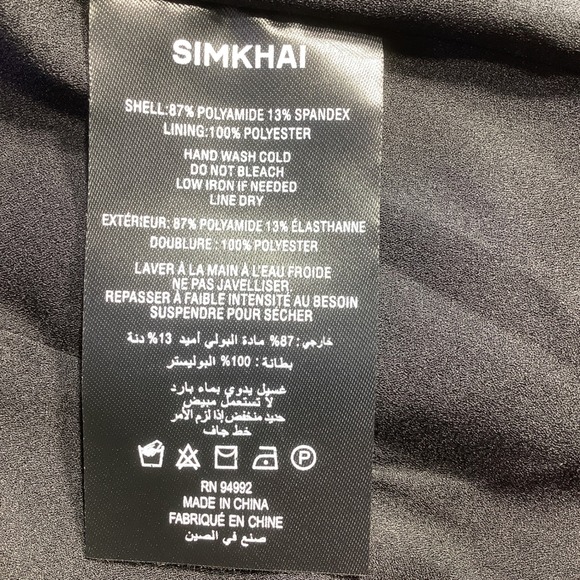 SIMKHAI
SHELL:87% POLYAMIDE 13% SPANDEX
LINING:100% POLYESTER
HAND WASH COLD
DO NOT BLEACH
LOW IRON IF NEEDED
LINE DRY
EXTÉRIEUR: 87% POLYAMIDE 13% ÉLASTHANNE
DOUBLURE : 100% POLYESTER
LAVER À LA MAIN À L'EAU FROIDE
NE PAS JAVELLISER.
REPASSER À FAIBLE INTENSITÉ AU BESOIN
SUSPENDRE POUR SÉCHER
خارجي: 87% مادة البولي أميد 13% دنة
بطانة : 100% البوليستر
غسيل يدوي بماء بارد
لا تستعمل مبيض
حديد منخفض إذا لزم الأمر
خط جاف
P
RN 94992
MADE IN CHINA
FABRIQUÉ EN CHINE
صنع في الصين